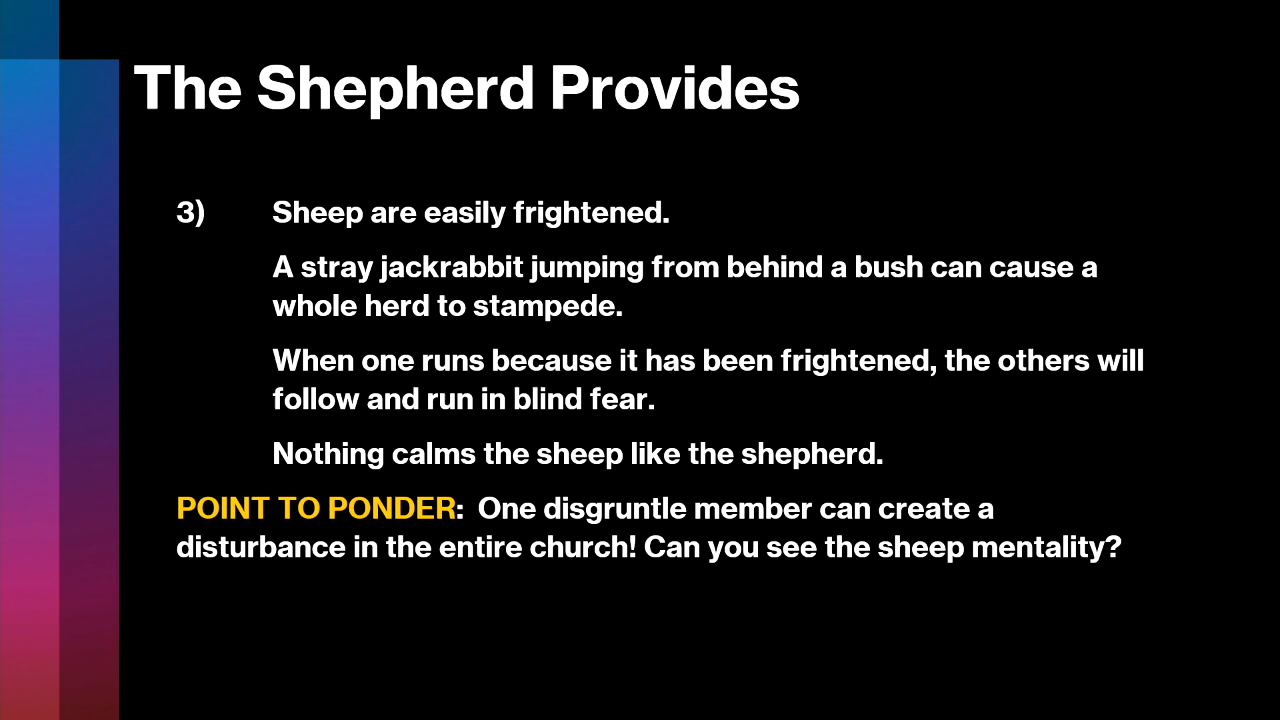 The Shepherd Provides
3) Sheep are easily frightened.
A stray jackrabbit jumping from behind a bush can cause a
whole herd to stampede.
When one runs because it has been frightened, the others will
follow and run in blind fear.
Nothing calms the sheep like the shepherd.
POINT TO PONDER: One disgruntle member can create a
disturbance in the entire church! Can you see the sheep mentality?